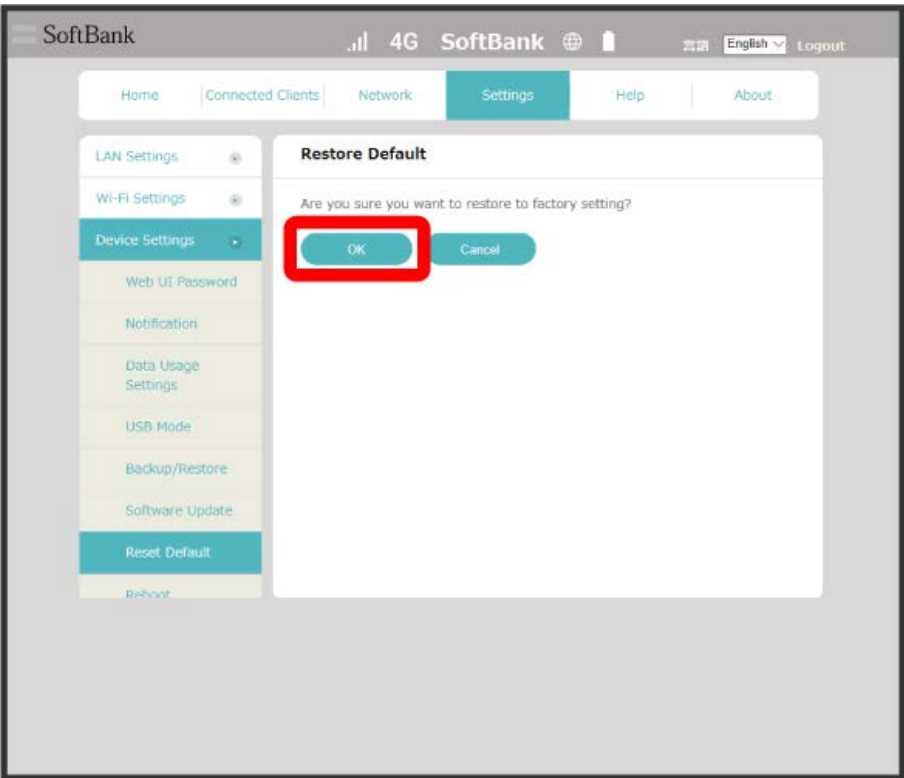 SoftBank
4G SoftBank
言語 English Logout
Home Connected Clients Network Settings Help About
LAN Settings
Wi-Fi Settings
Device Settings
Web UI Password
Notification
Data Usage
Settings
USB Mode
Backup/Restore
Software Update
Reset Default
Reboot
Restore Default
Are you sure you want to restore to factory setting?
OK Cancel